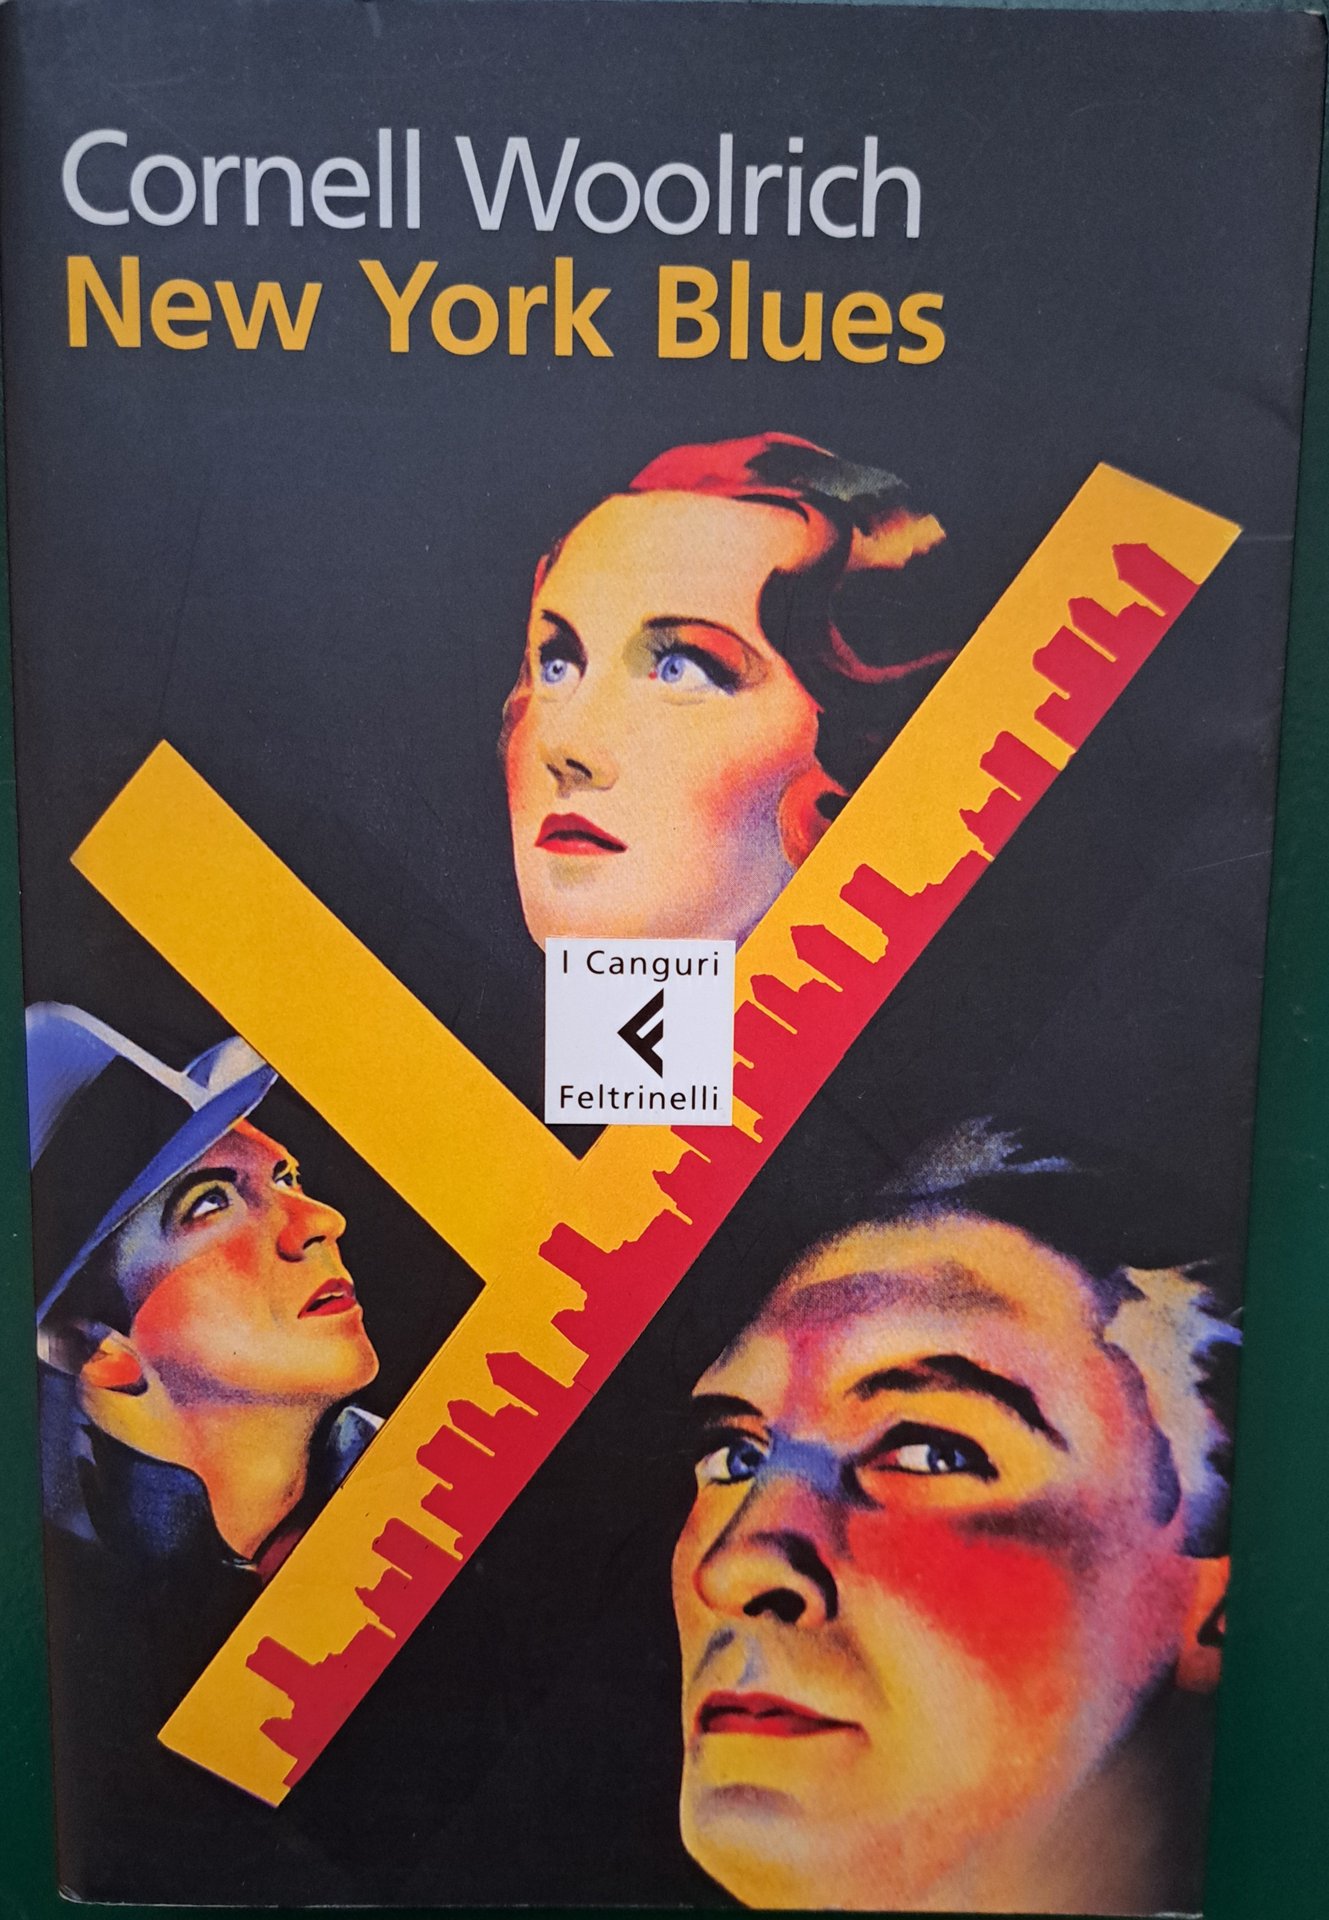 Cornell Woolrich
New York Blues
I Canguri
Feltrinelli